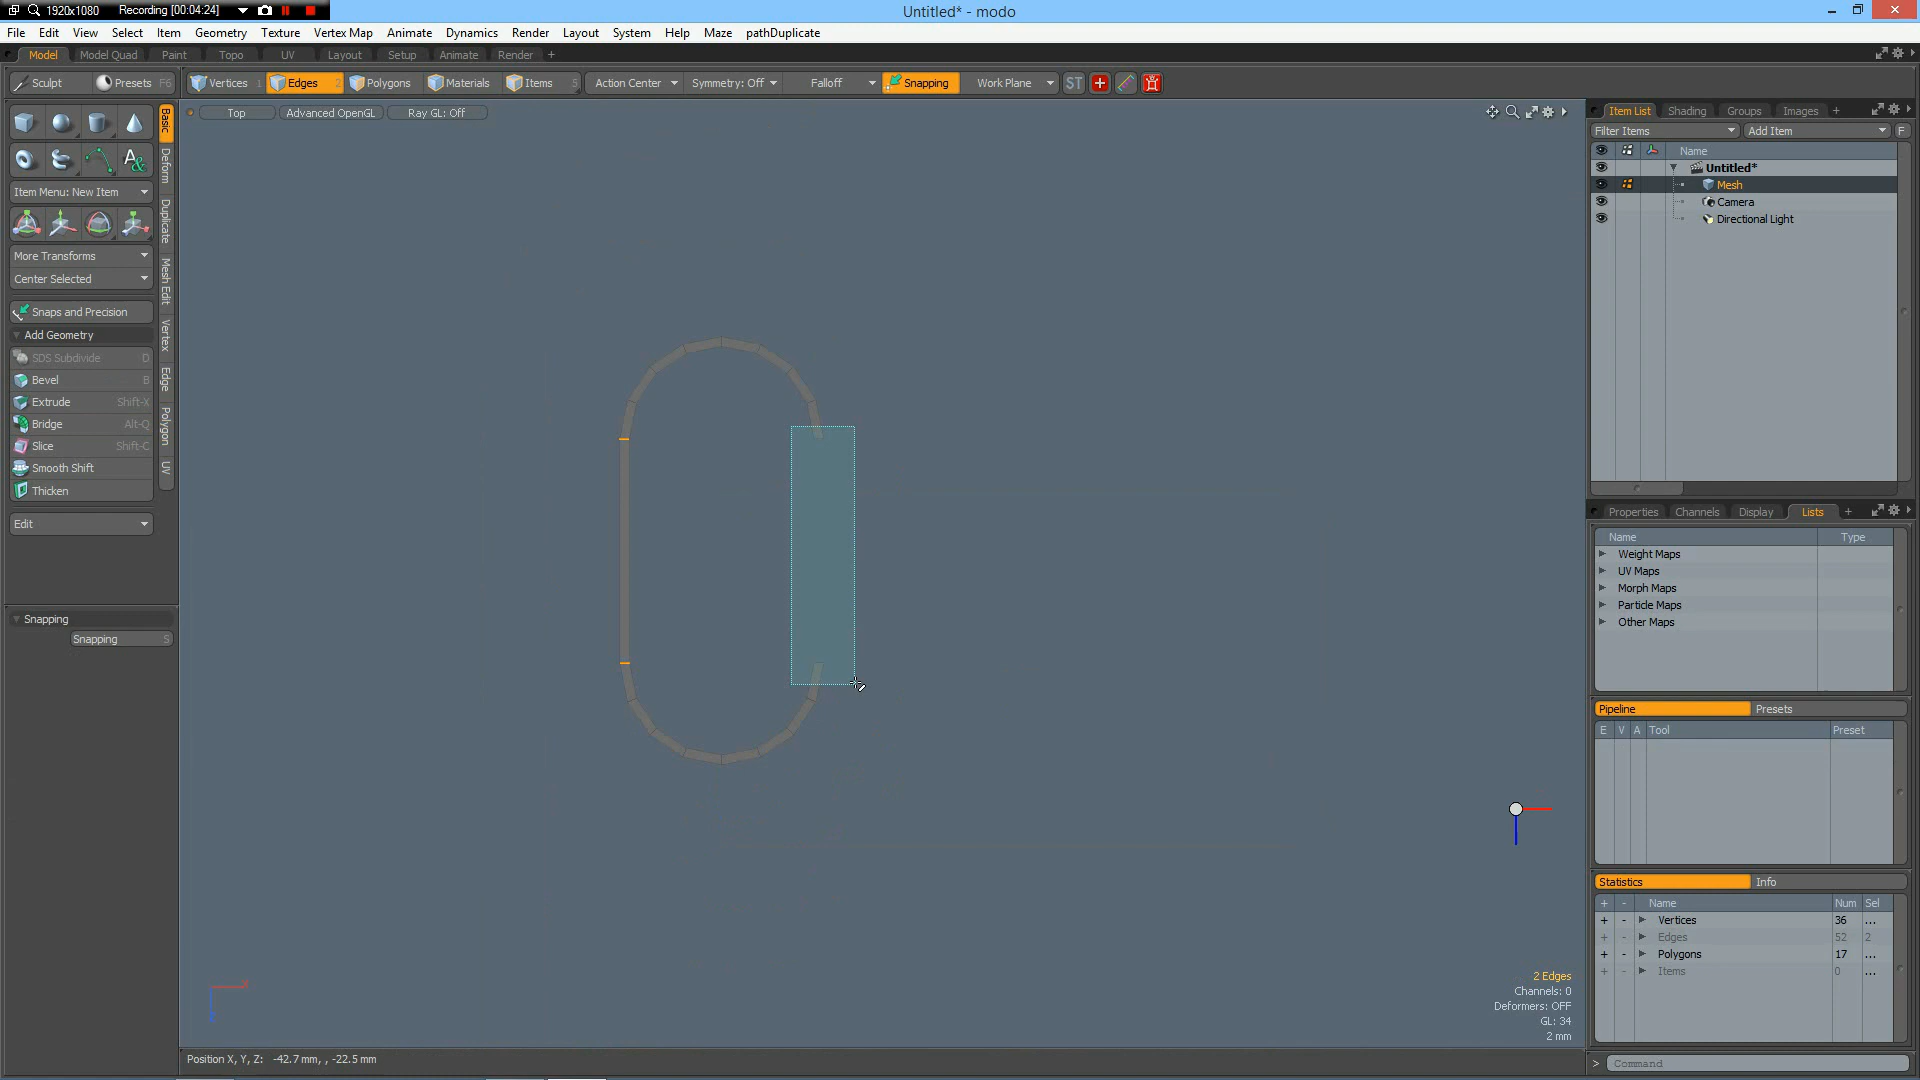 1920x1080 Recording [00:04:24]
Untitled* - modo
File Edit View Select Item Geometry Texture Vertex Map Animate Dynamics Render Layout System Help Maze pathDuplicate
Model Model Quad Paint Topo UV Layout Setup Animate Render +
Sculpt Presets F6 Vertices 1 Edges 2 Polygons 3 Materials 4 Items 5 Action Center Symmetry: Off Falloff Snapping Work Plane ST
Top Advanced OpenGL Ray GL: Off
Basic
Deform
Duplicate
Mesh Edit
Vertex
Edge
Polygon
UV
Item Menu: New Item
More Transforms
Center Selected
Snaps and Precision
Add Geometry
SDS Subdivide D
Bevel B
Extrude Shift-X
Bridge Alt-Q
Slice Shift-C
Smooth Shift
Thicken
Edit
Snapping
Snapping S
X
2 Edges
Channels: 0
Deformers: OFF
GL: 34
2 mm
Position X, Y, Z: -42.7 mm, , -22.5 mm
Item List Shading Groups Images +
Filter Items Add Item F
Name
Untitled*
Mesh
Camera
Directional Light
Properties Channels Display Lists +
Name Type
Weight Maps
UV Maps
Morph Maps
Particle Maps
Other Maps
Pipeline Presets
E V A Tool Preset
Statistics Info
+ - Name Num Sel
+ - Vertices 36 ...
+ - Edges 52 2
+ - Polygons 17 ...
+ - Items 0 ...
> Command